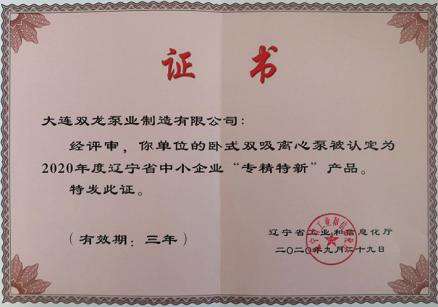 证书
大连双龙泵业制造有限公司：
经评审，你单位的卧式双吸离心泵被认定为
2020年度辽宁省中小企业“专精特新”产品。
特发此证。
辽宁省工业和信息化厅
（有效期：三年）
二〇二〇年九月二十九日